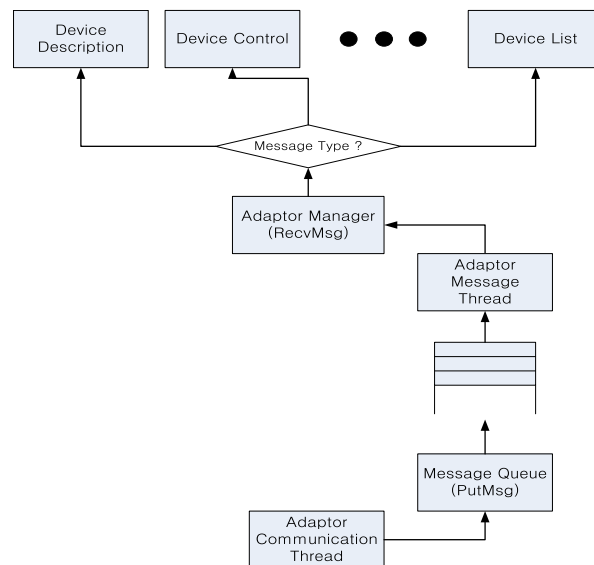 Device
Description
Device Control
Device List
Message Type ?
Adaptor Manager
(RecvMsg)
Adaptor
Message
Thread
Message Queue
(PutMsg)
Adaptor
Communication
Thread